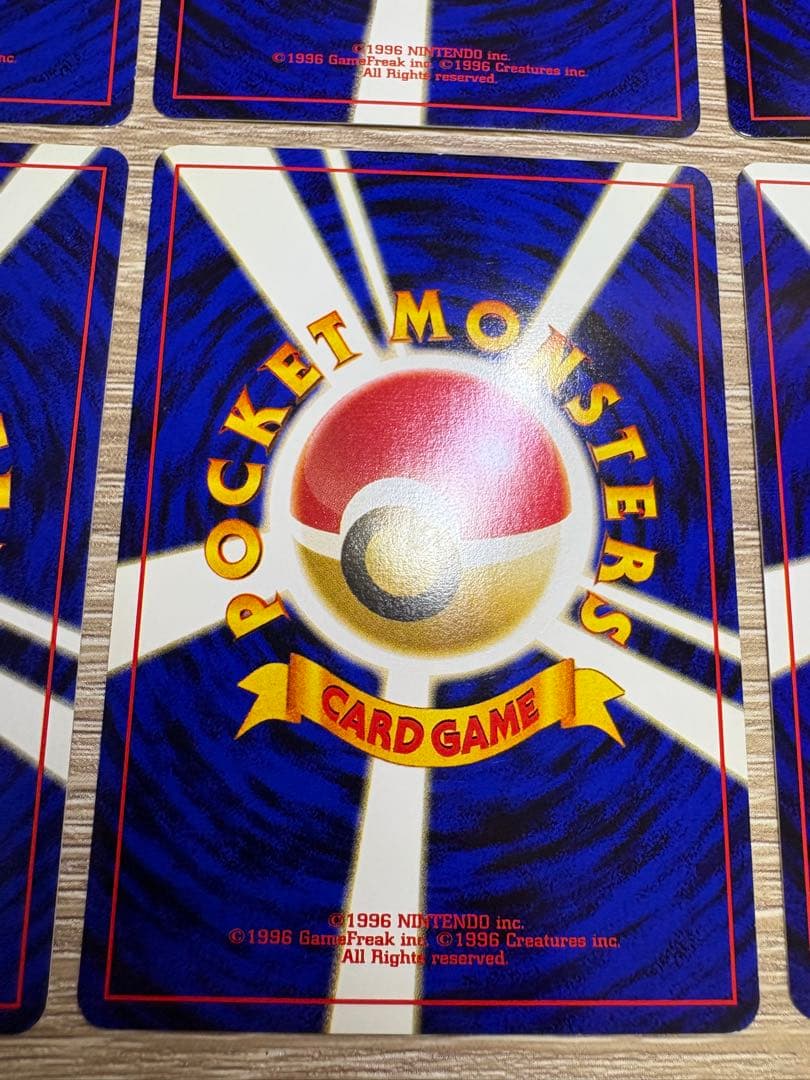 nc.
©1996 NINTENDO inc.
©1996 GameFreak inc. ©1996 Creatures inc.
All Rights reserved.
POCKET MONSTERS
CARD GAME
©1996 NINTENDO inc.
©1996 GameFreak inc. ©1996 Creatures inc.
All Rights reserved.